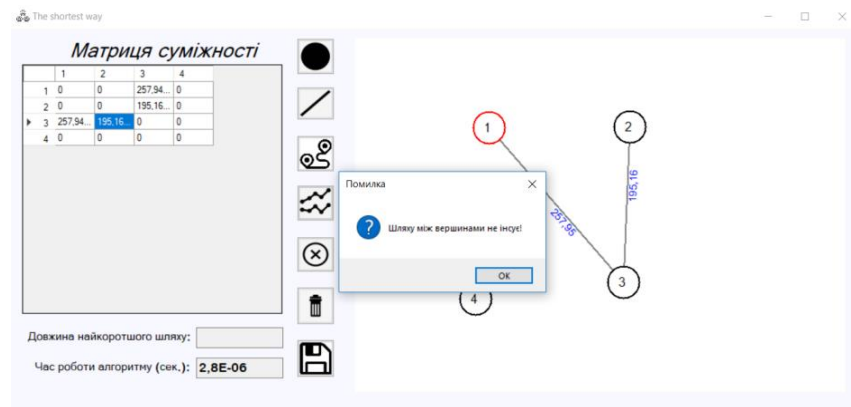 The shortest way
Матриця суміжності
1 2 3 4
1 0 0 257,94... 0
2 0 0 195,16... 0
3 257,94... 195,16... 0 0
4 0 0 0 0
Довжина найкоротшого шляху:
Час роботи алгоритму (сек.): 2,8E-06
1
2
257,95
195,16
3
4
Помилка
Шляху між вершинами не інсує!
OK